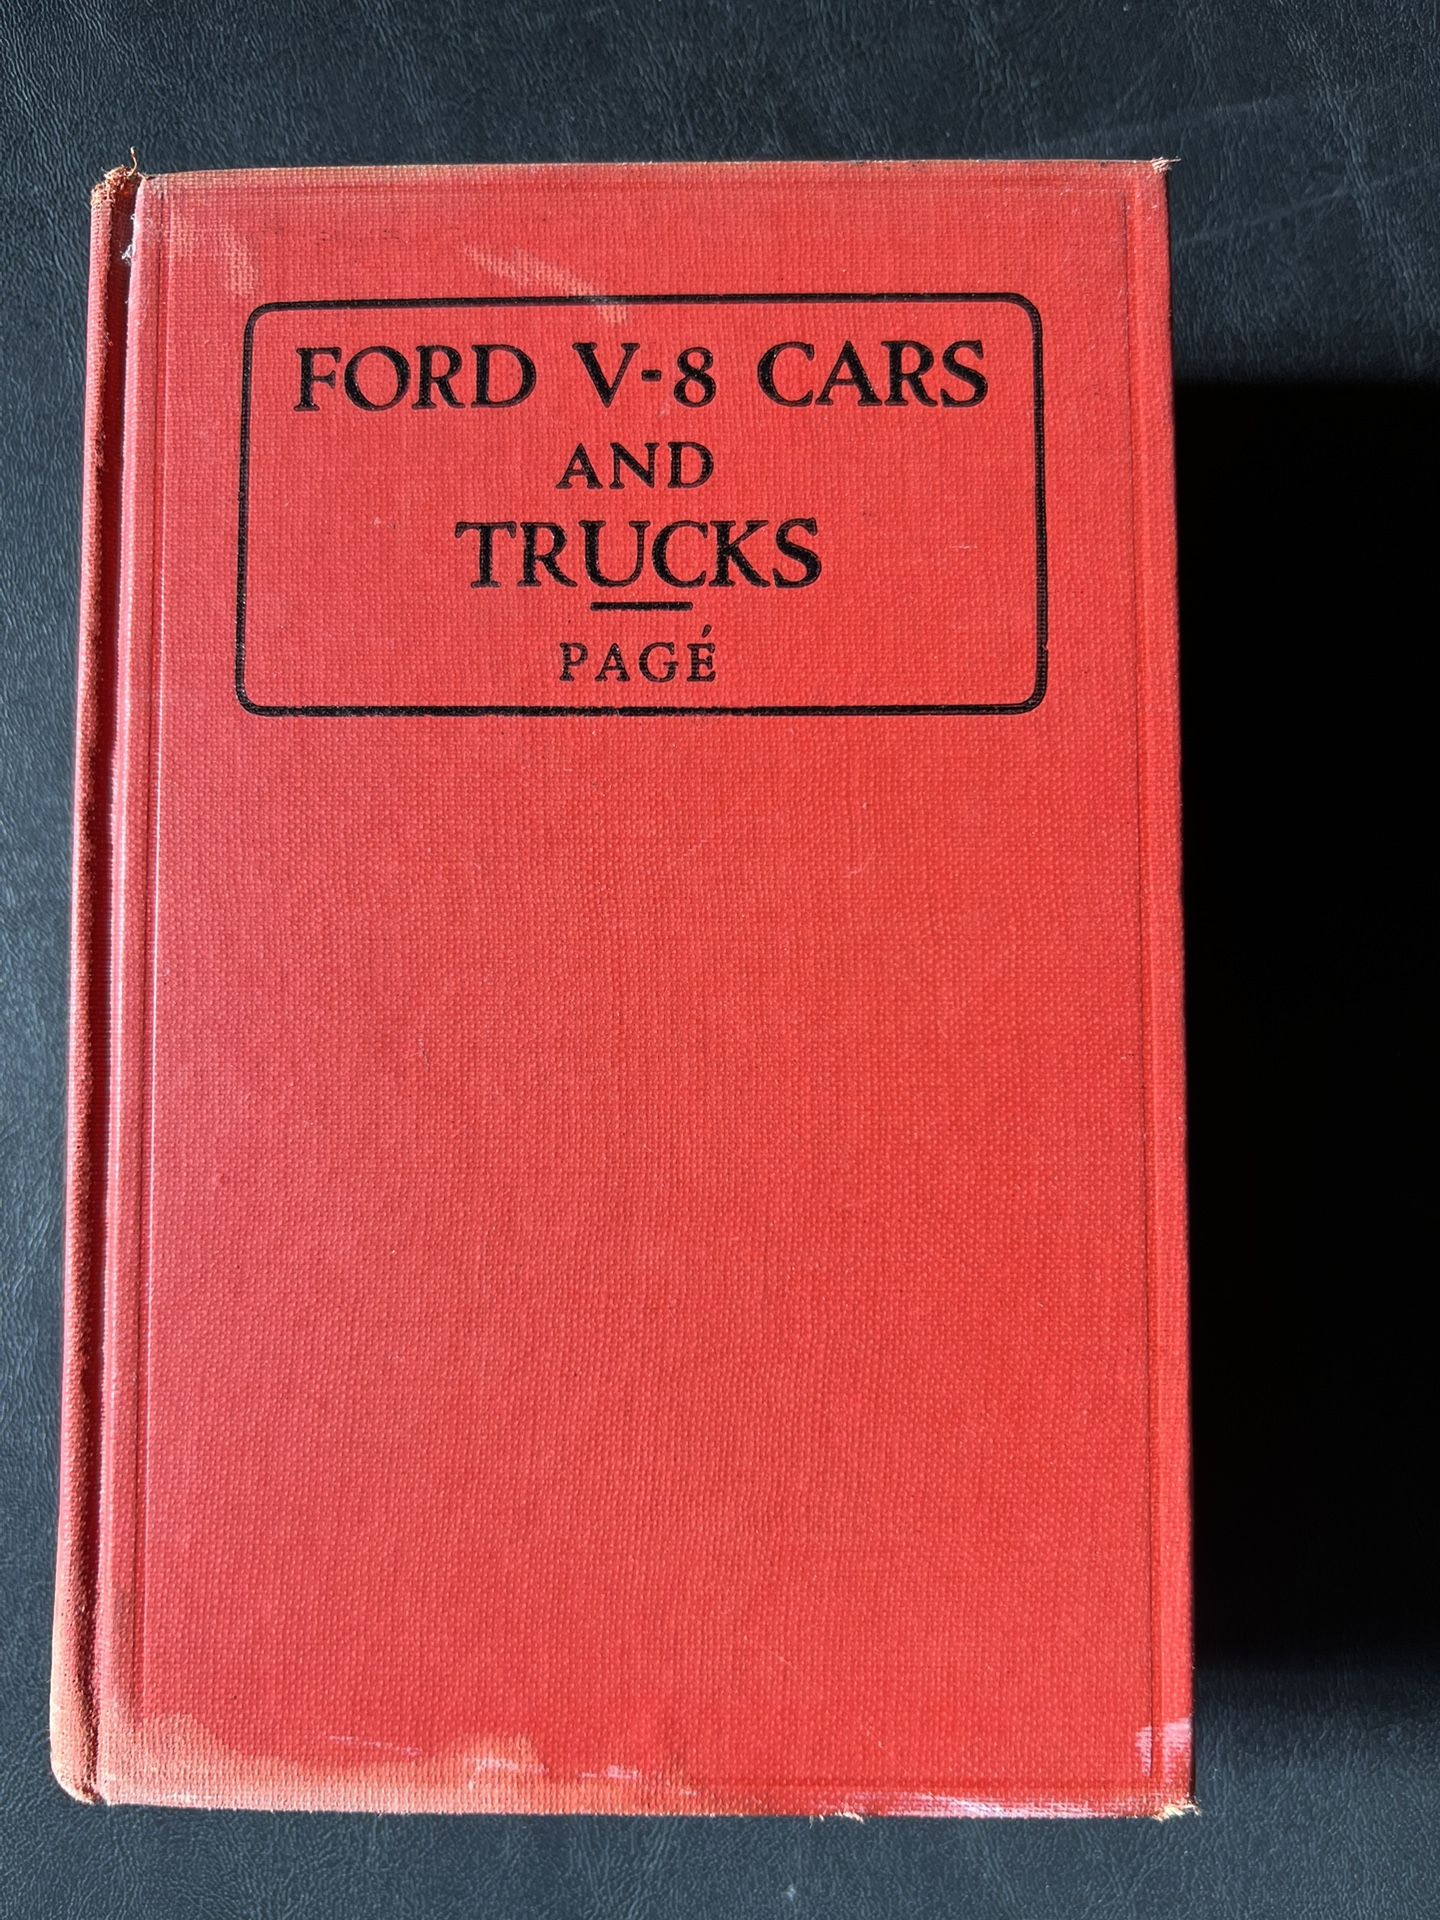 FORD V-8 CARS
AND
TRUCKS
PAGÉ